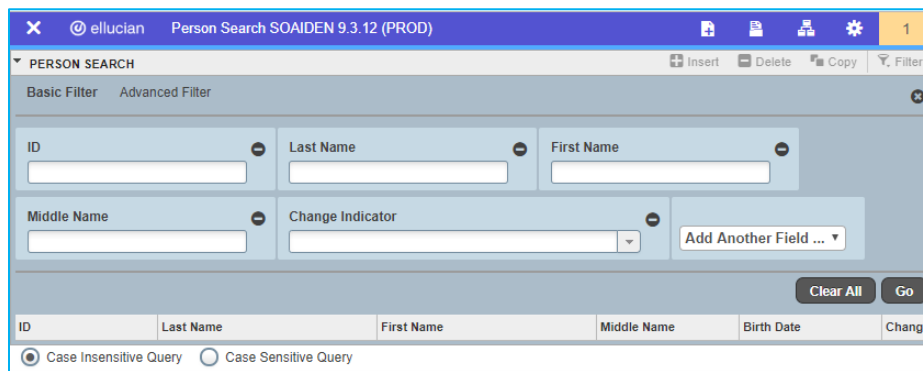 ellucian Person Search SOAIDEN 9.3.12 (PROD) 1
PERSON SEARCH Insert Delete Copy Filter
Basic Filter Advanced Filter
ID Last Name First Name
Middle Name Change Indicator
Add Another Field ...
Clear All Go
ID Last Name First Name Middle Name Birth Date Chang
Case Insensitive Query Case Sensitive Query